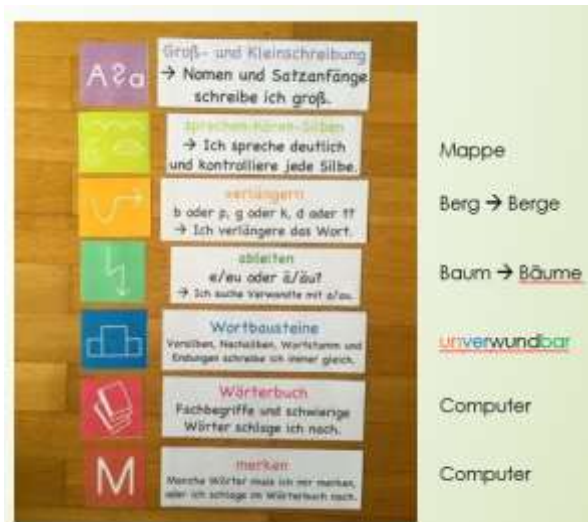 A a
Groß- und Kleinschreibung
→ Nomen und Satzanfänge
schreibe ich groß.
sprechen-hören-Silben
→ Ich spreche deutlich
und kontrolliere jede Silbe.
Mappe
verlängern
b oder p, g oder k, d oder t?
→ Ich verlängere das Wort.
Berg → Berge
ableiten
e/eu oder ä/äu?
→ Ich suche Verwandte mit a/au.
Baum → Bäume
Wortbausteine
Vorsilben, Nachsilben, Wortstamm und
Endungen schreibe ich immer gleich.
unverwundbar
Wörterbuch
Fachbegriffe und schwierige
Wörter schlage ich nach.
Computer
M
merken
Manche Wörter muss ich mir merken,
oder ich schlage im Wörterbuch nach.
Computer